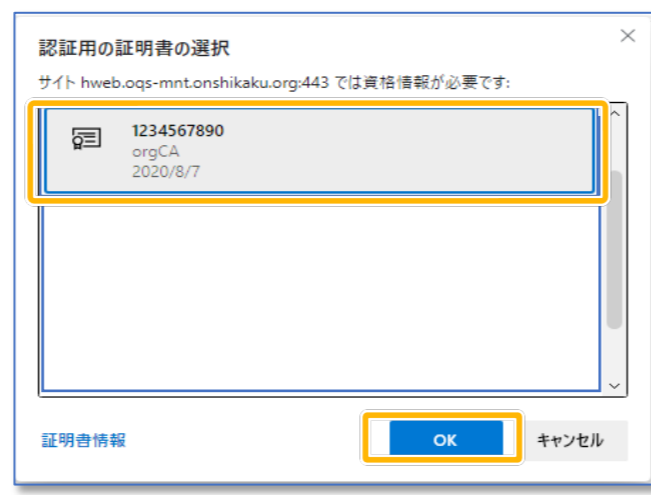 認証用の証明書の選択
サイト hweb.oqs-mnt.onshikaku.org:443 では資格情報が必要です:
1234567890
orgCA
2020/8/7
証明書情報
OK
キャンセル